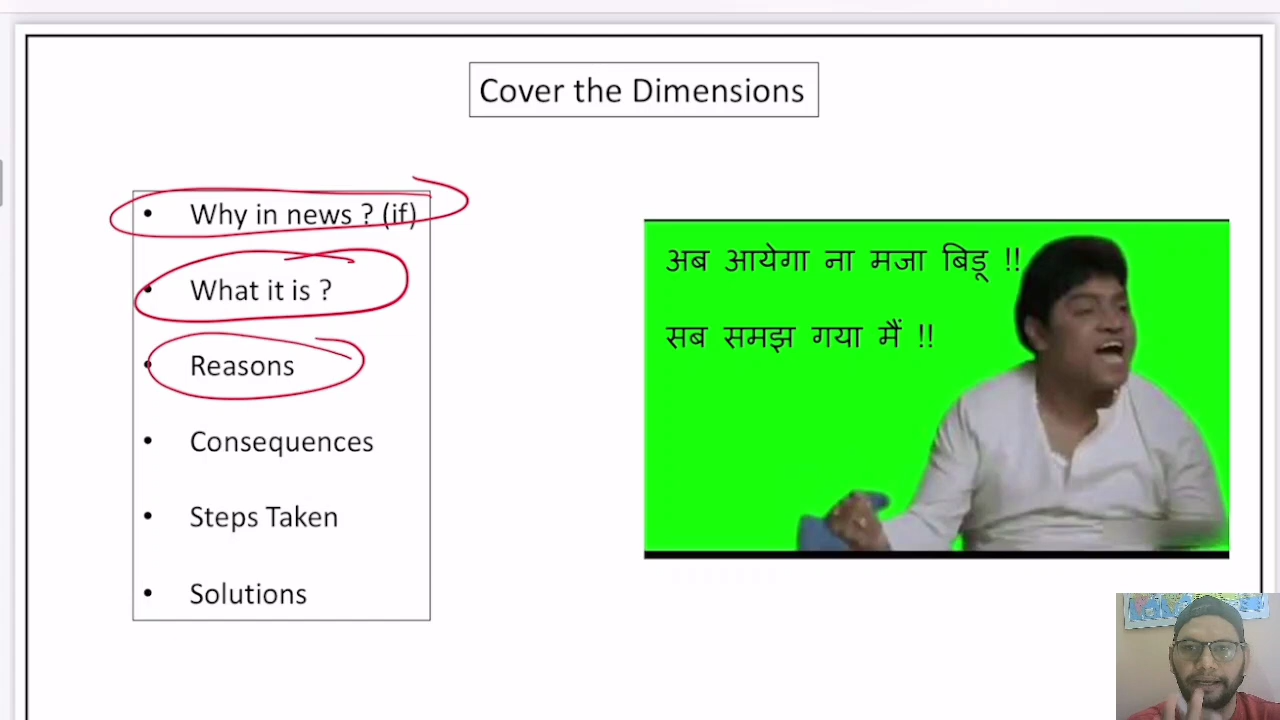 Cover the Dimensions
• Why in news ? (if)
• What it is ?
• Reasons
• Consequences
• Steps Taken
• Solutions
अब आयेगा ना मजा बिडू !!
सब समझ गया मैं !!